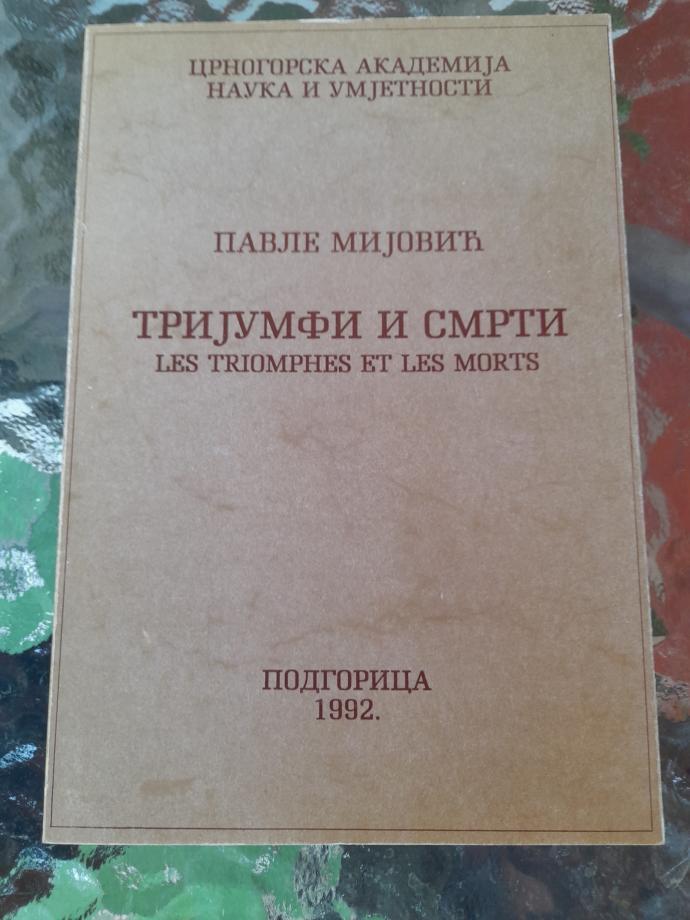 ЦРНОГОРСКА АКАДЕМИЈА
НАУКА И УМЈЕТНОСТИ
ПАВЛЕ МИЈОВИЋ
ТРИЈУМФИ И СМРТИ
LES TRIOMPHES ET LES MORTS
ПОДГОРИЦА
1992.